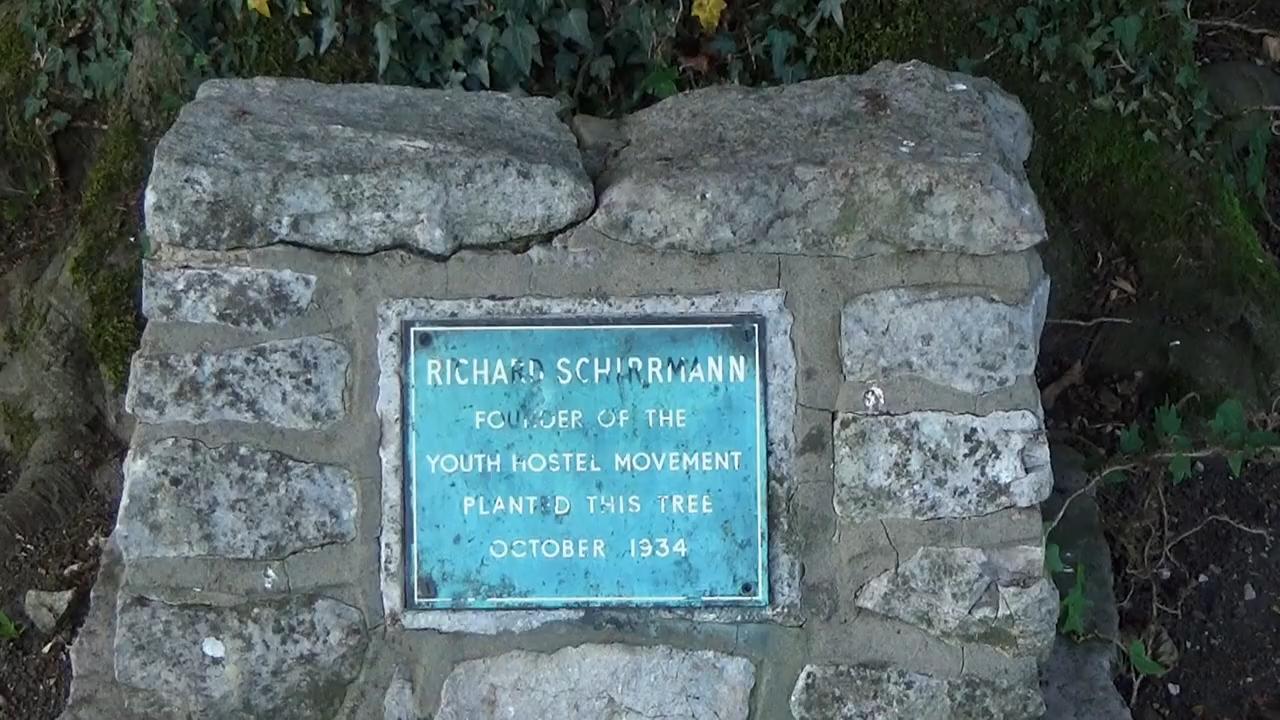 RICHARD SCHIRRMANN
FOUNDER OF THE
YOUTH HOSTEL MOVEMENT
PLANTED THIS TREE
OCTOBER 1934